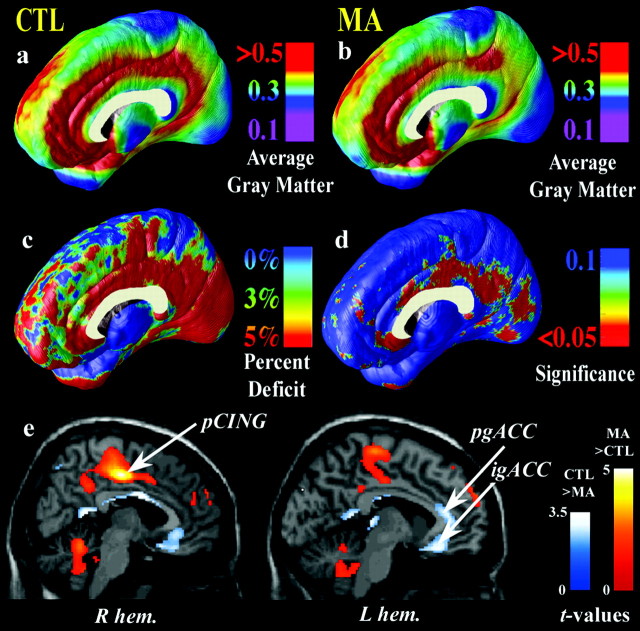 CTL
MA
a
>0.5
0.3
0.1
Average
Gray Matter
b
>0.5
0.3
0.1
Average
Gray Matter
c
0%
3%
5%
Percent
Deficit
d
0.1
<0.05
Significance
e
pCING
pgACC
igACC
R hem.
L hem.
CTL
>MA
3.5
0
MA
>CTL
5
0
t-values